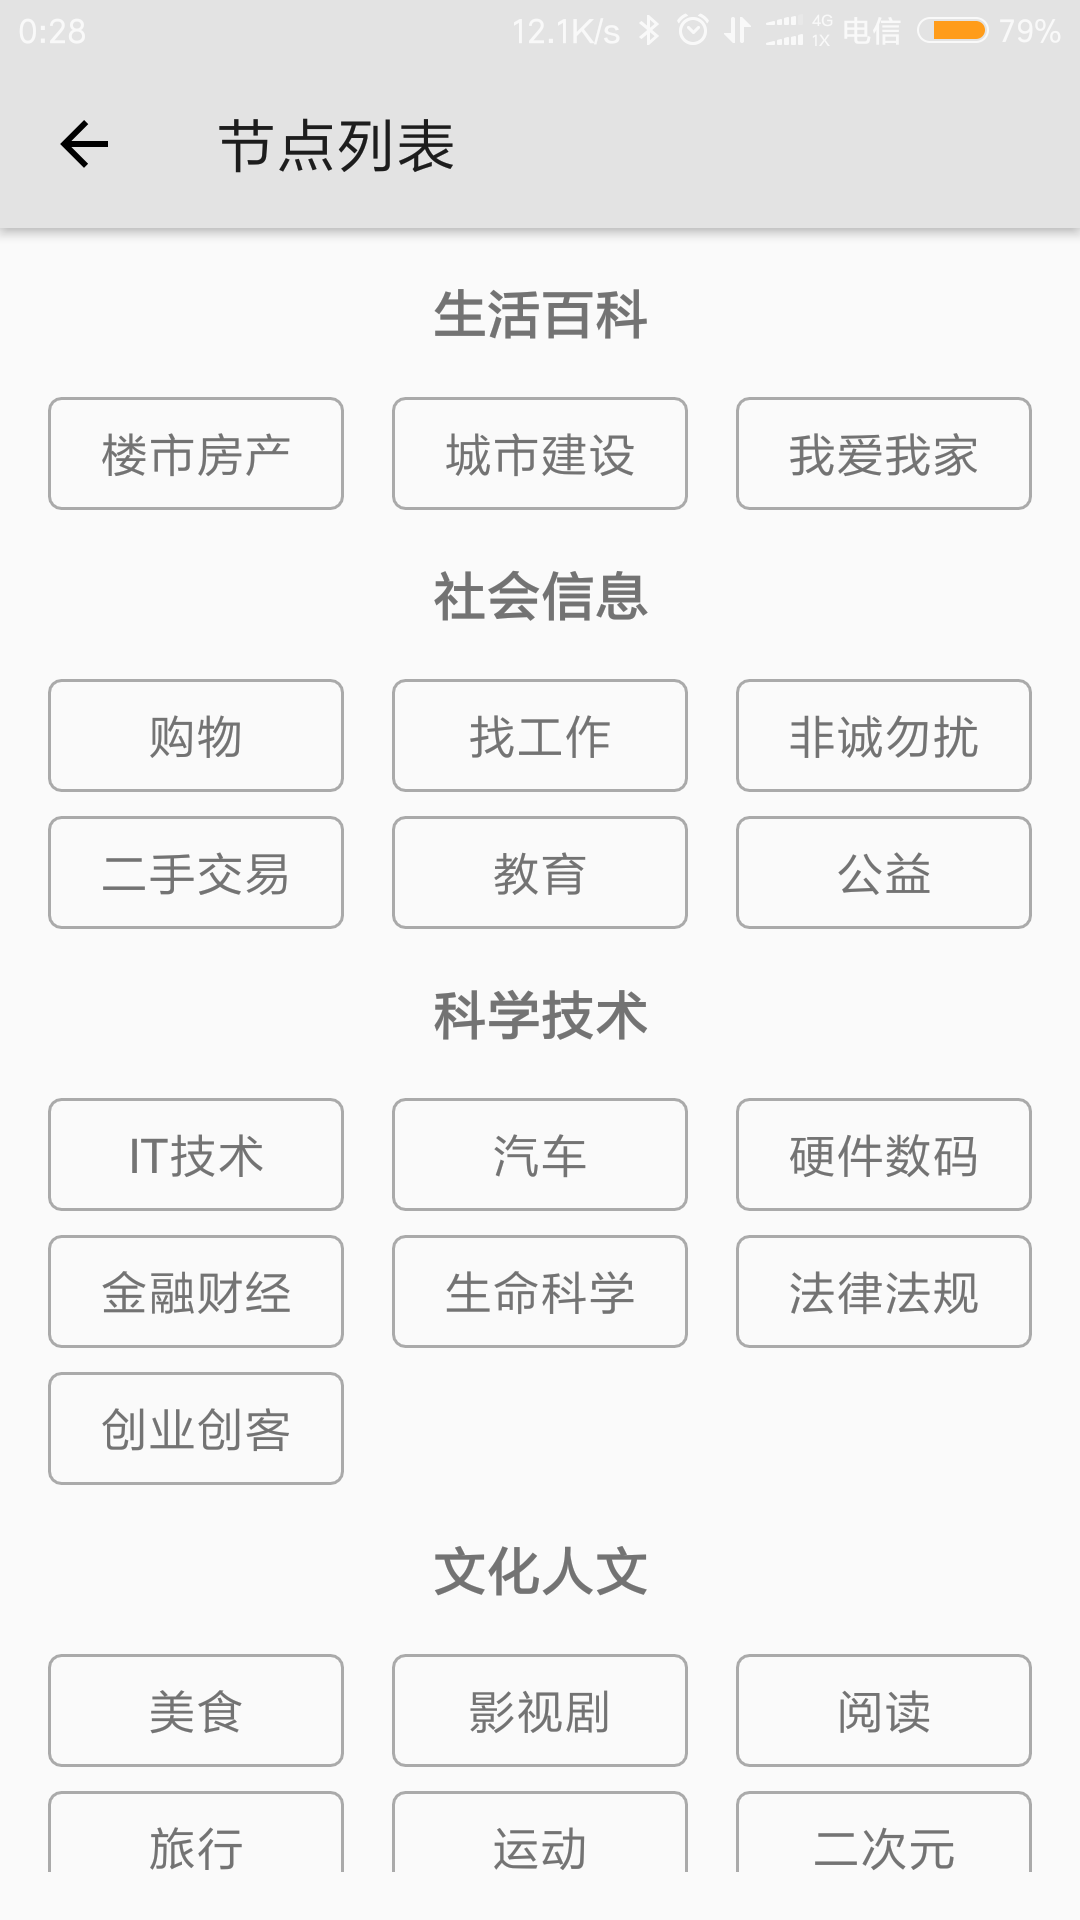 0:28 12.1K/s 4G 1X 电信 79%
节点列表
生活百科
楼市房产 城市建设 我爱我家
社会信息
购物 找工作 非诚勿扰
二手交易 教育 公益
科学技术
IT技术 汽车 硬件数码
金融财经 生命科学 法律法规
创业创客
文化人文
美食 影视剧 阅读
旅行 运动 二次元